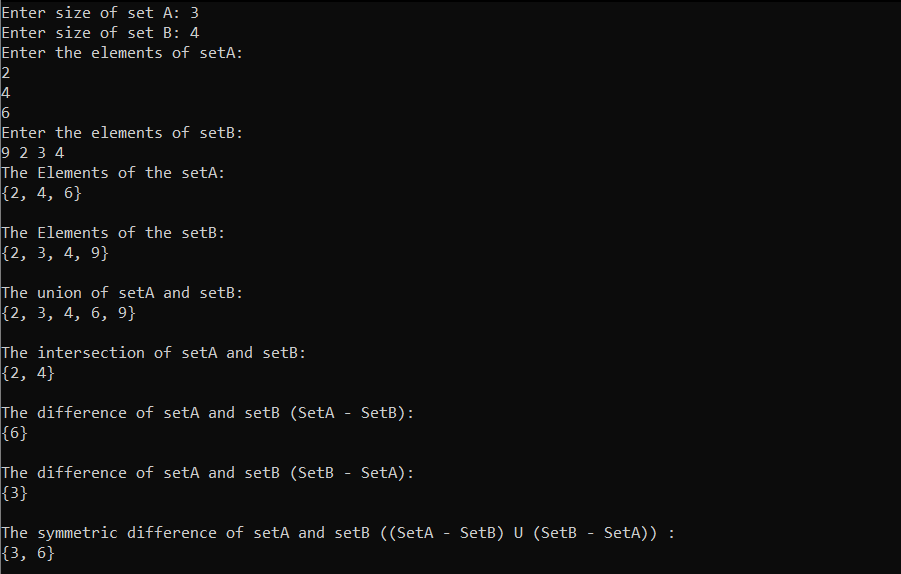 Enter size of set A: 3
Enter size of set B: 4
Enter the elements of setA:
2
4
6
Enter the elements of setB:
9 2 3 4
The Elements of the setA:
{2, 4, 6}
The Elements of the setB:
{2, 3, 4, 9}
The union of setA and setB:
{2, 3, 4, 6, 9}
The intersection of setA and setB:
{2, 4}
The difference of setA and setB (SetA - SetB):
{6}
The difference of setA and setB (SetB - SetA):
{3}
The symmetric difference of setA and setB ((SetA - SetB) U (SetB - SetA)) :
{3, 6}